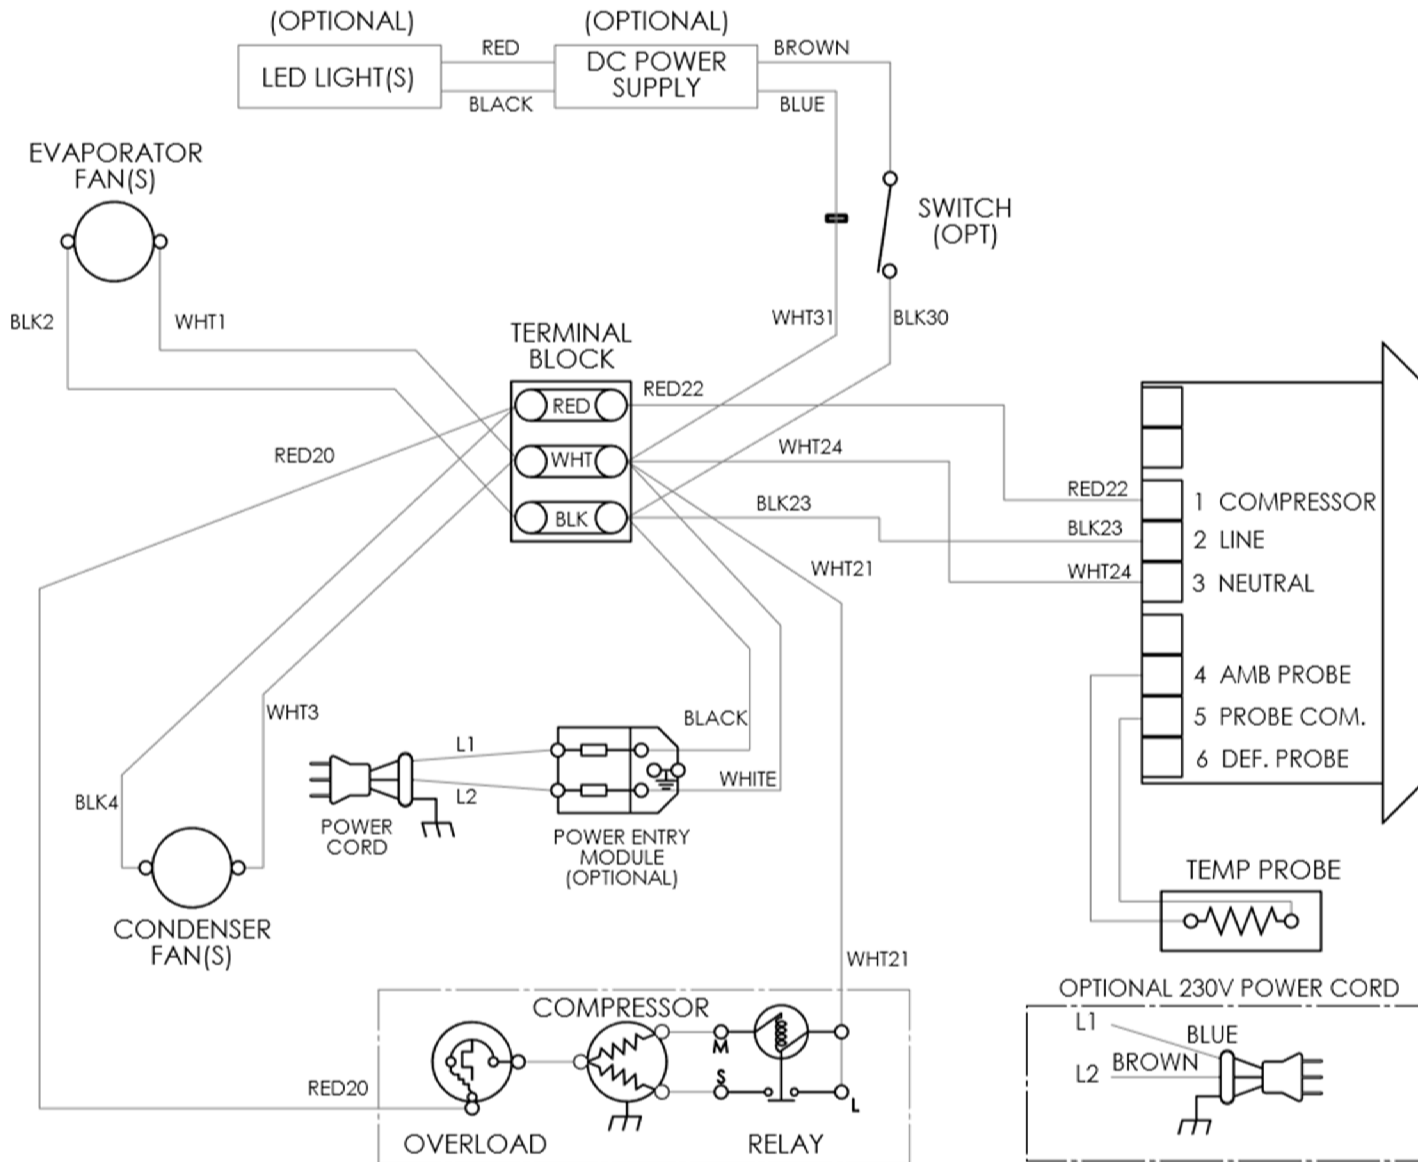 (OPTIONAL)
(OPTIONAL)
LED LIGHT(S)
RED
BLACK
DC POWER
SUPPLY
BROWN
BLUE
EVAPORATOR
FAN(S)
SWITCH
(OPT)
BLK2
WHT1
WHT31
BLK30
TERMINAL
BLOCK
RED
WHT
BLK
RED22
RED20
WHT24
BLK23
WHT21
RED22
BLK23
WHT24
1 COMPRESSOR
2 LINE
3 NEUTRAL
4 AMB PROBE
5 PROBE COM.
6 DEF. PROBE
WHT3
BLK4
L1
L2
BLACK
WHITE
POWER
CORD
POWER ENTRY
MODULE
(OPTIONAL)
CONDENSER
FAN(S)
TEMP PROBE
WHT21
COMPRESSOR
M
S
L
RED20
OVERLOAD
RELAY
OPTIONAL 230V POWER CORD
L1
BLUE
L2
BROWN